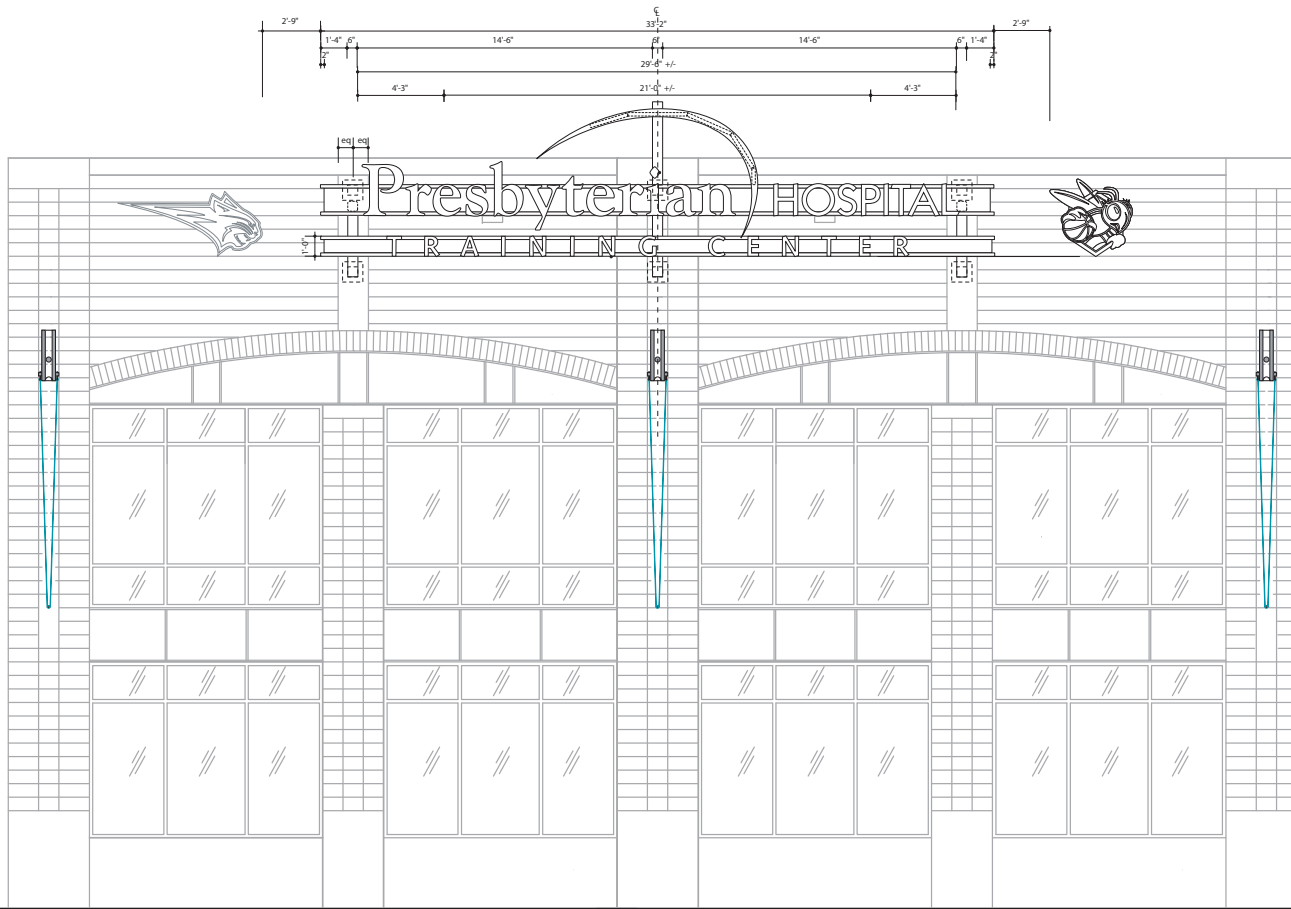 ℄
2'-9" 33'-2" 2'-9"
1'-4" 6" 14'-6" 6" 14'-6" 6" 1'-4"
2" 2"
29'-6" +/-
4'-3" 21'-0" +/- 4'-3"
eq eq
Presbyterian HOSPITAL
1'-0" TRAINING CENTER